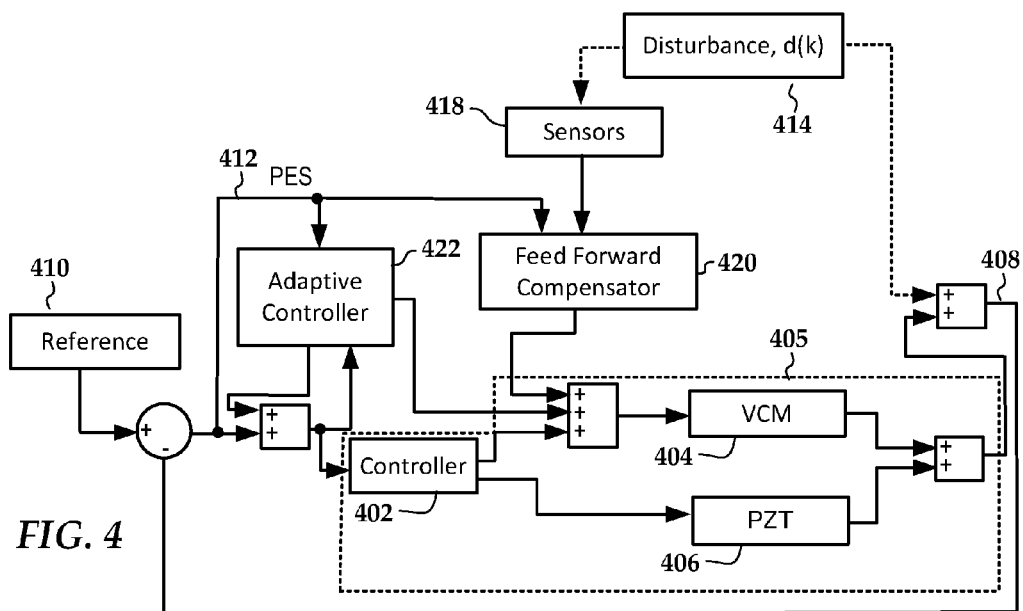 Disturbance, d(k)
414
418
Sensors
412
PES
422
Adaptive
Controller
Feed Forward
Compensator
420
410
Reference
408
+
+
405
+
-
+
+
+
+
+
VCM
404
+
+
Controller
402
PZT
406
FIG. 4